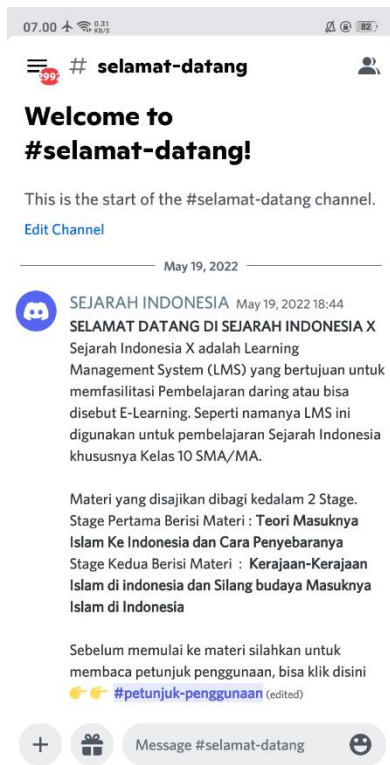 07.00 0.31 KB/S 82
299 # selamat-datang
Welcome to
#selamat-datang!
This is the start of the #selamat-datang channel.
Edit Channel
May 19, 2022
SEJARAH INDONESIA May 19, 2022 18:44
SELAMAT DATANG DI SEJARAH INDONESIA X
Sejarah Indonesia X adalah Learning
Management System (LMS) yang bertujuan untuk
memfasilitasi Pembelajaran daring atau bisa
disebut E-Learning. Seperti namanya LMS ini
digunakan untuk pembelajaran Sejarah Indonesia
khususnya Kelas 10 SMA/MA.
Materi yang disajikan dibagi kedalam 2 Stage.
Stage Pertama Berisi Materi : Teori Masuknya
Islam Ke Indonesia dan Cara Penyebaranya
Stage Kedua Berisi Materi : Kerajaan-Kerajaan
Islam di indonesia dan Silang budaya Masuknya
Islam di Indonesia
Sebelum memulai ke materi silahkan untuk
membaca petunjuk penggunaan, bisa klik disini
👉👉 #petunjuk-penggunaan (edited)
Message #selamat-datang